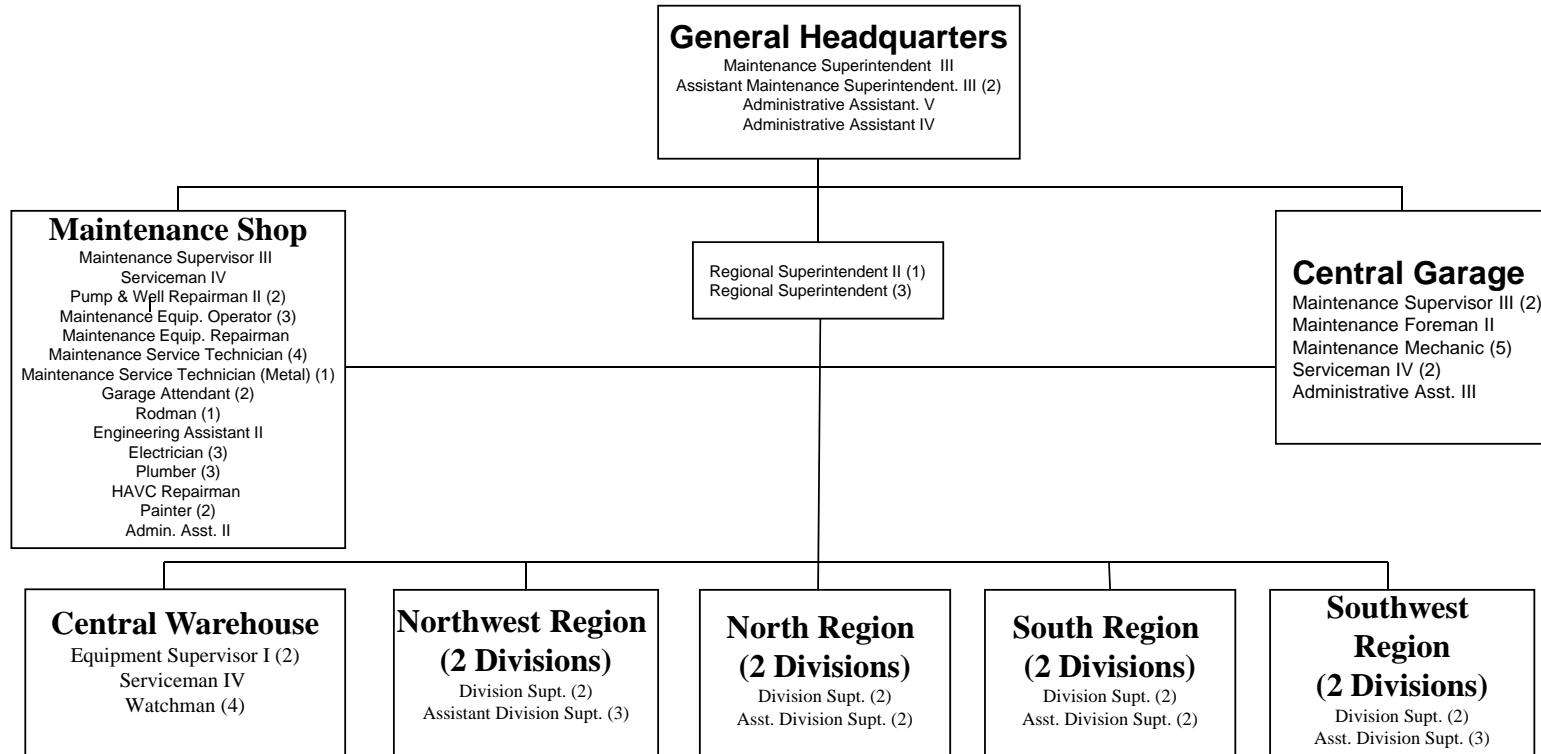 General Headquarters
Maintenance Superintendent III
Assistant Maintenance Superintendent. III (2)
Administrative Assistant. V
Administrative Assistant IV
Maintenance Shop
Maintenance Supervisor III
Serviceman IV
Pump & Well Repairman II (2)
Maintenance Equip. Operator (3)
Maintenance Equip. Repairman
Maintenance Service Technician (4)
Maintenance Service Technician (Metal) (1)
Garage Attendant (2)
Rodman (1)
Engineering Assistant II
Electrician (3)
Plumber (3)
HAVC Repairman
Painter (2)
Admin. Asst. II
Regional Superintendent II (1)
Regional Superintendent (3)
Central Garage
Maintenance Supervisor III (2)
Maintenance Foreman II
Maintenance Mechanic (5)
Serviceman IV (2)
Administrative Asst. III
Central Warehouse
Equipment Supervisor I (2)
Serviceman IV
Watchman (4)
Northwest Region
(2 Divisions)
Division Supt. (2)
Assistant Division Supt. (3)
North Region
(2 Divisions)
Division Supt. (2)
Asst. Division Supt. (2)
South Region
(2 Divisions)
Division Supt. (2)
Asst. Division Supt. (2)
Southwest
Region
(2 Divisions)
Division Supt. (2)
Asst. Division Supt. (3)